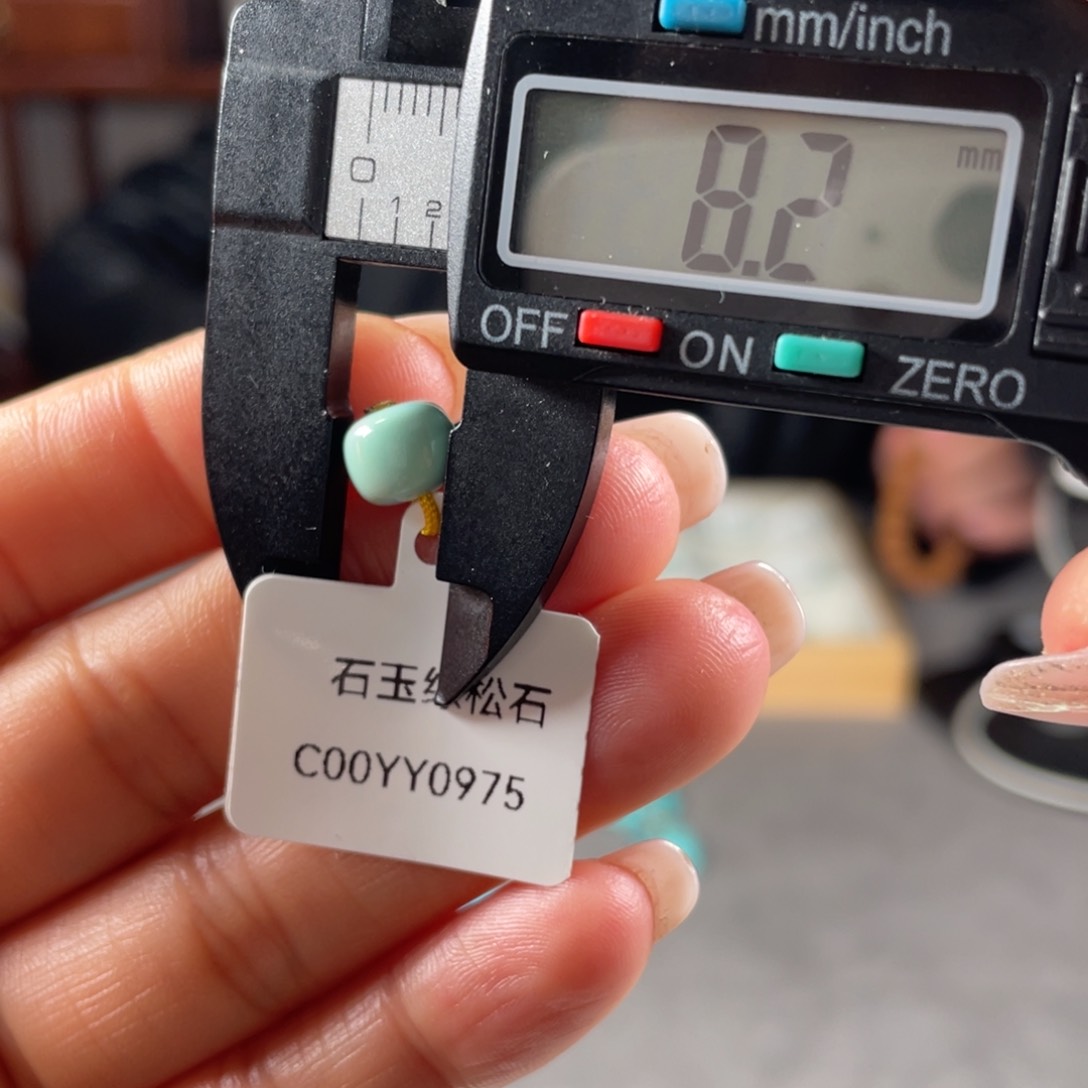 mm/inch
8.2 mm
0
1 2
OFF ON ZERO
石玉 松石
C00YY0975